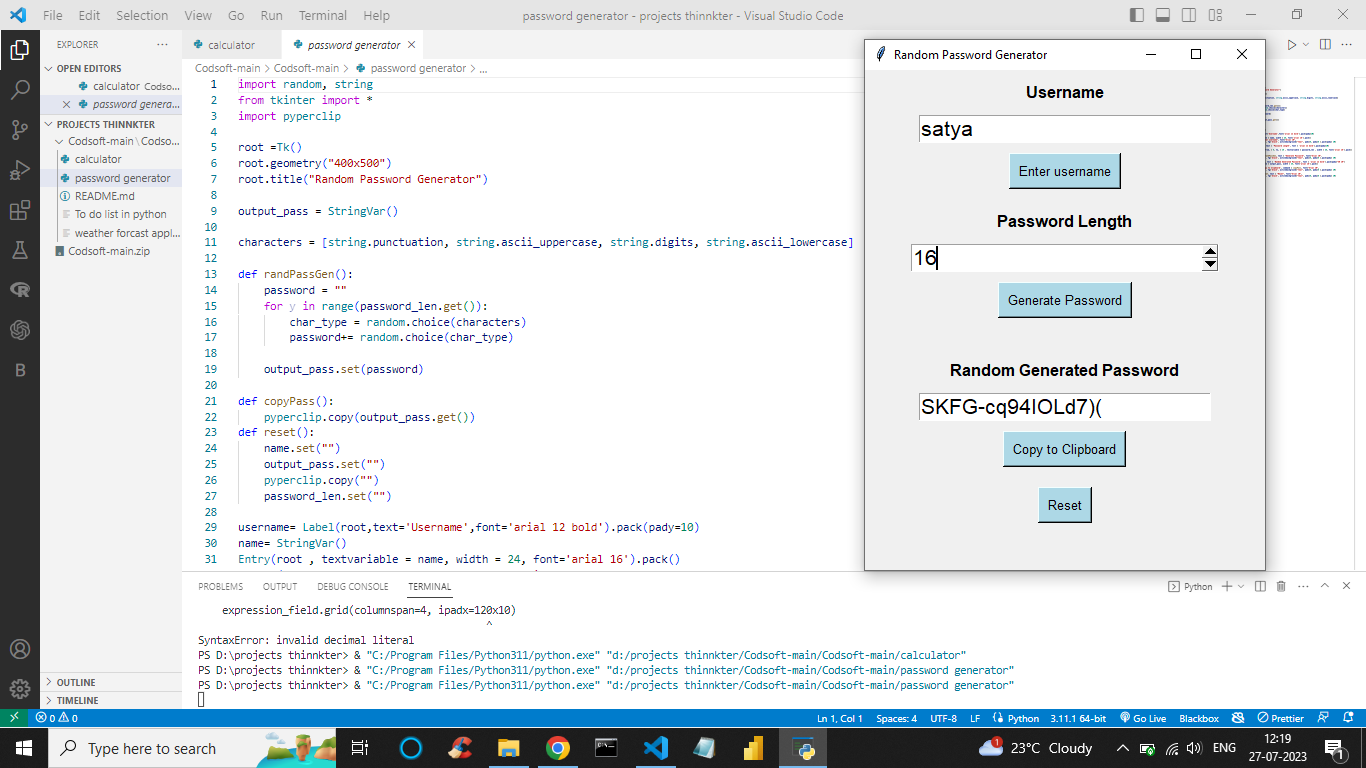 File Edit Selection View Go Run Terminal Help
password generator - projects thinnkter - Visual Studio Code
EXPLORER
OPEN EDITORS
calculator Codso...
password genera...
PROJECTS THINNKTER
Codsoft-main \ Codso...
calculator
password generator
README.md
To do list in python
weather forcast appl...
Codsoft-main.zip
OUTLINE
TIMELINE
calculator
password generator
Codsoft-main > Codsoft-main > password generator > ...
1 import random, string
2 from tkinter import *
3 import pyperclip
4
5 root =Tk()
6 root.geometry("400x500")
7 root.title("Random Password Generator")
8
9 output_pass = StringVar()
10
11 characters = [string.punctuation, string.ascii_uppercase, string.digits, string.ascii_lowercase]
12
13 def randPassGen():
14 password = ""
15 for y in range(password_len.get()):
16 char_type = random.choice(characters)
17 password+= random.choice(char_type)
18
19 output_pass.set(password)
20
21 def copyPass():
22 pyperclip.copy(output_pass.get())
23 def reset():
24 name.set("")
25 output_pass.set("")
26 pyperclip.copy("")
27 password_len.set("")
28
29 username= Label(root,text='Username',font='arial 12 bold').pack(pady=10)
30 name= StringVar()
31 Entry(root , textvariable = name, width = 24, font='arial 16').pack()
Random Password Generator
Username
satya
Enter username
Password Length
16
Generate Password
Random Generated Password
SKFG-cq94IOLd7)(
Copy to Clipboard
Reset
PROBLEMS OUTPUT DEBUG CONSOLE TERMINAL
Python
expression_field.grid(columnspan=4, ipadx=120x10)
^
SyntaxError: invalid decimal literal
PS D:\projects thinnkter> & "C:/Program Files/Python311/python.exe" "d:/projects thinnkter/Codsoft-main/Codsoft-main/calculator"
PS D:\projects thinnkter> & "C:/Program Files/Python311/python.exe" "d:/projects thinnkter/Codsoft-main/Codsoft-main/password generator"
PS D:\projects thinnkter> & "C:/Program Files/Python311/python.exe" "d:/projects thinnkter/Codsoft-main/Codsoft-main/password generator"
0 0
Ln 1, Col 1 Spaces: 4 UTF-8 LF Python 3.11.1 64-bit Go Live Blackbox Prettier
Type here to search
23°C Cloudy
ENG
12:19
27-07-2023
1